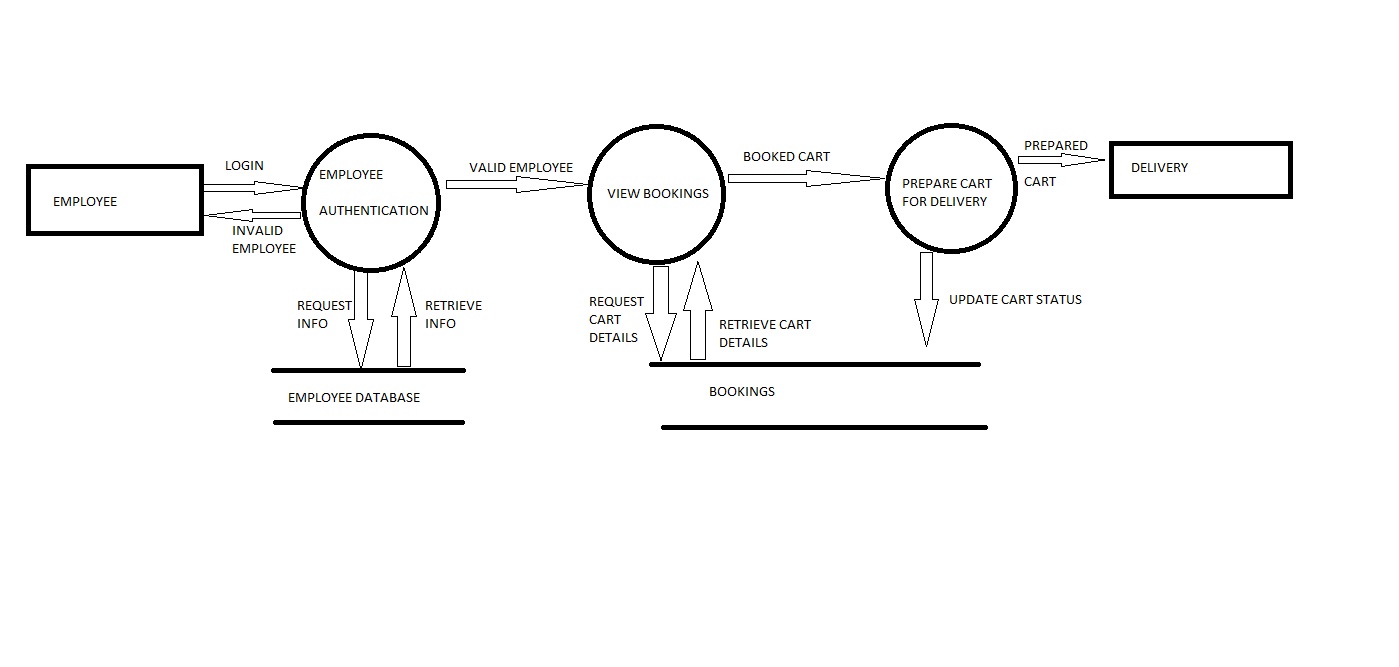 EMPLOYEE
LOGIN
INVALID
EMPLOYEE
EMPLOYEE
AUTHENTICATION
REQUEST
INFO
RETRIEVE
INFO
EMPLOYEE DATABASE
VALID EMPLOYEE
VIEW BOOKINGS
REQUEST
CART
DETAILS
RETRIEVE CART
DETAILS
BOOKINGS
BOOKED CART
PREPARE CART
FOR DELIVERY
UPDATE CART STATUS
PREPARED
CART
DELIVERY